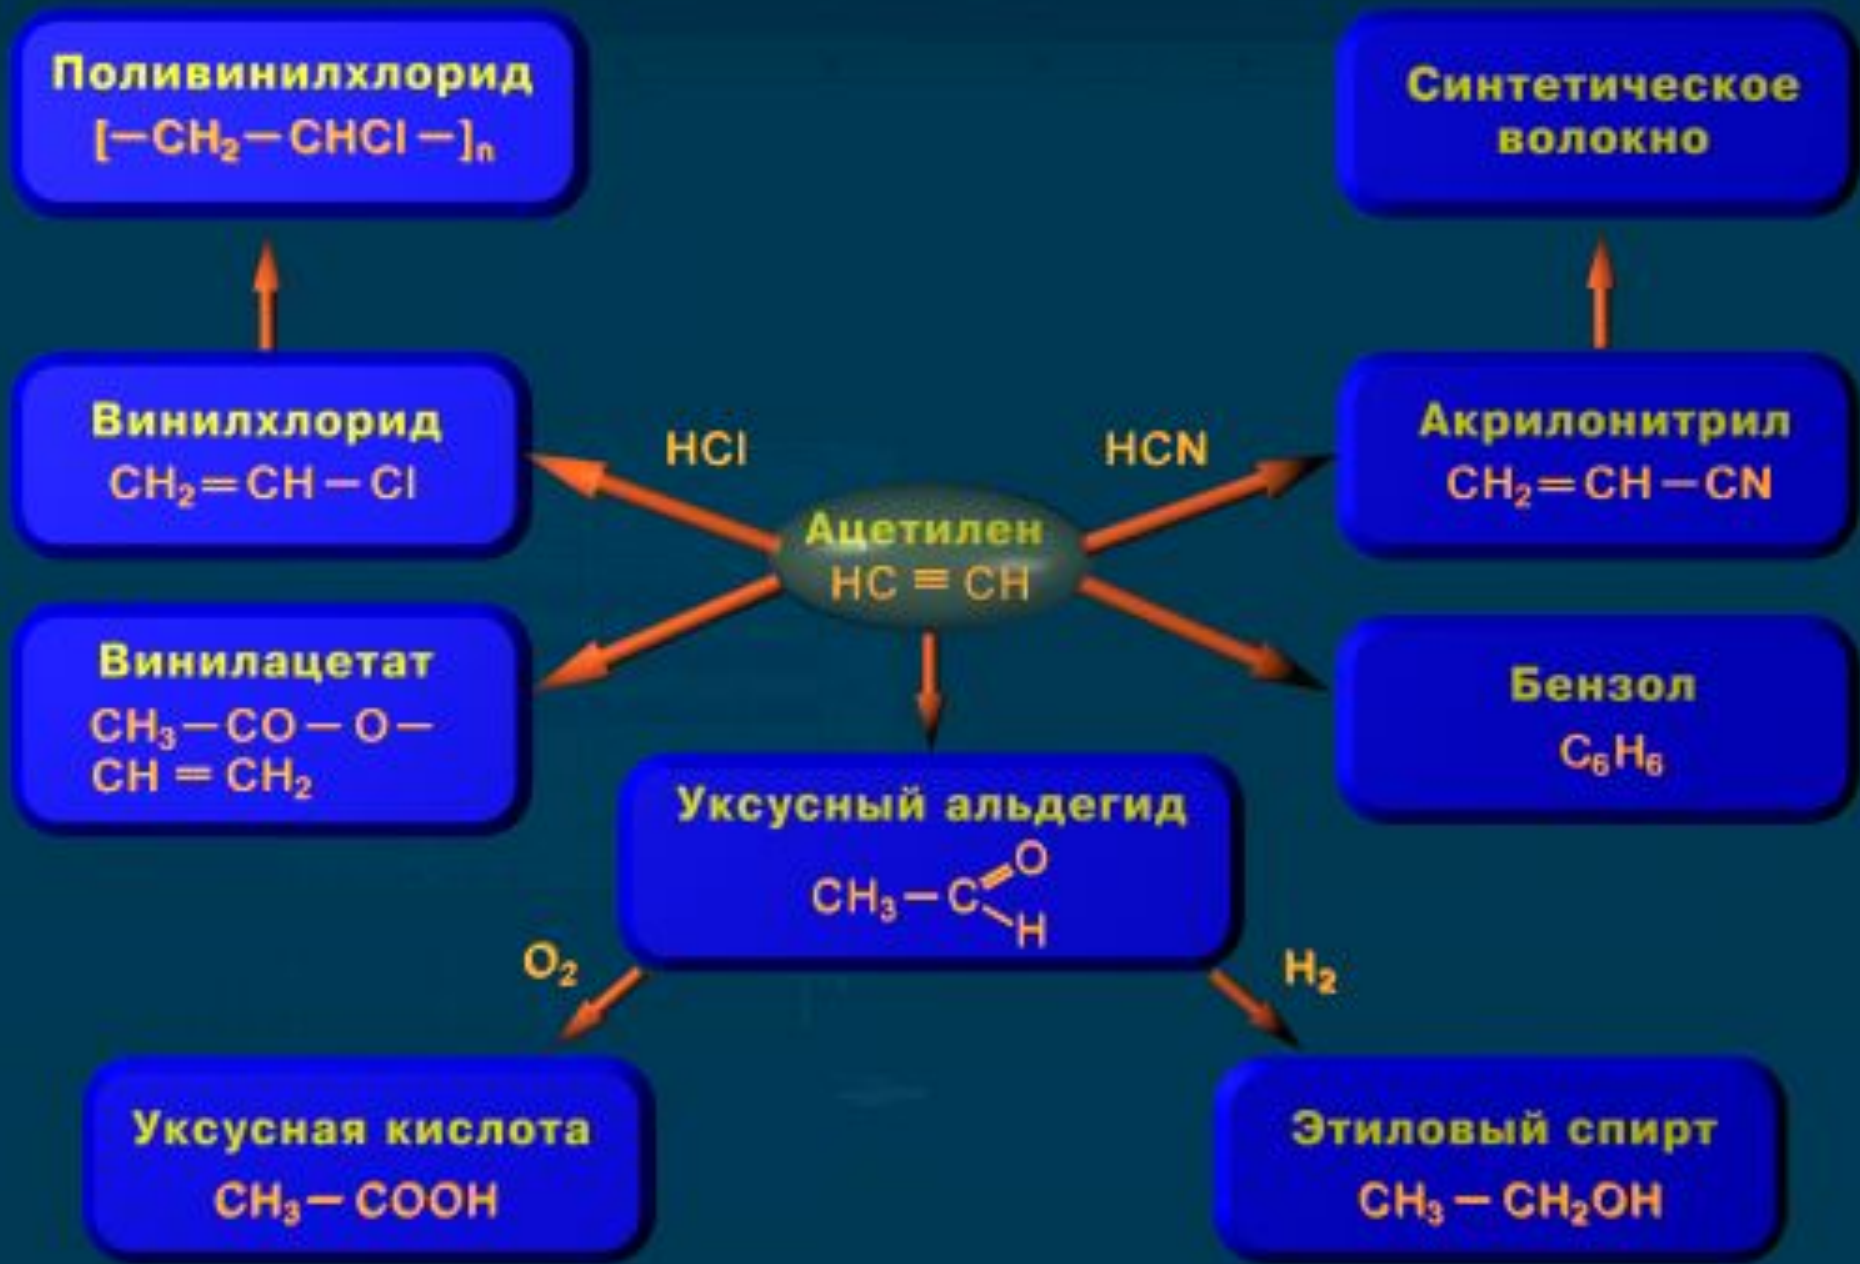 Поливинилхлорид
[—CH₂—CHCl—]ₙ
Синтетическое
волокно
Винилхлорид
CH₂=CH—Cl
HCl
HCN
Акрилонитрил
CH₂=CH—CN
Ацетилен
HC≡CH
Винилацетат
CH₃—CO—O—
CH=CH₂
Бензол
C₆H₆
Уксусный альдегид
O
CH₃—C
H
O₂
H₂
Уксусная кислота
CH₃—COOH
Этиловый спирт
CH₃—CH₂OH